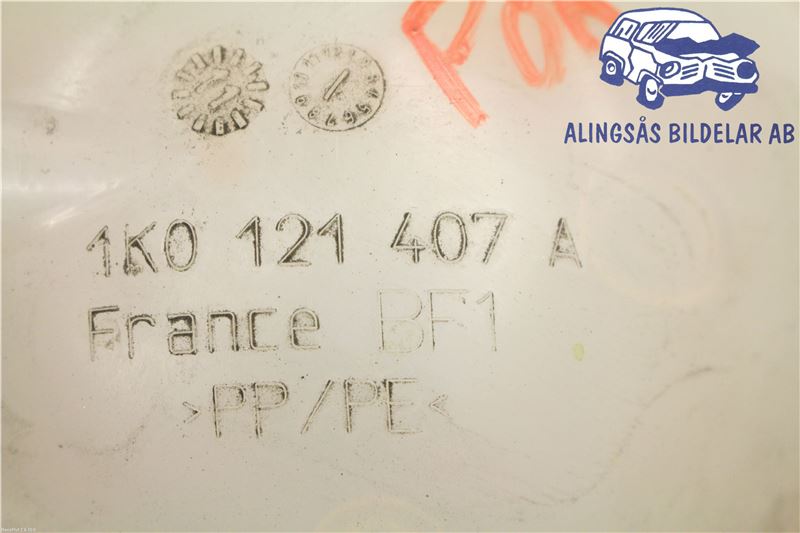 ALINGSÅS BILDELAR AB
1K0 121 407 A
France BF1
>PP/PE<